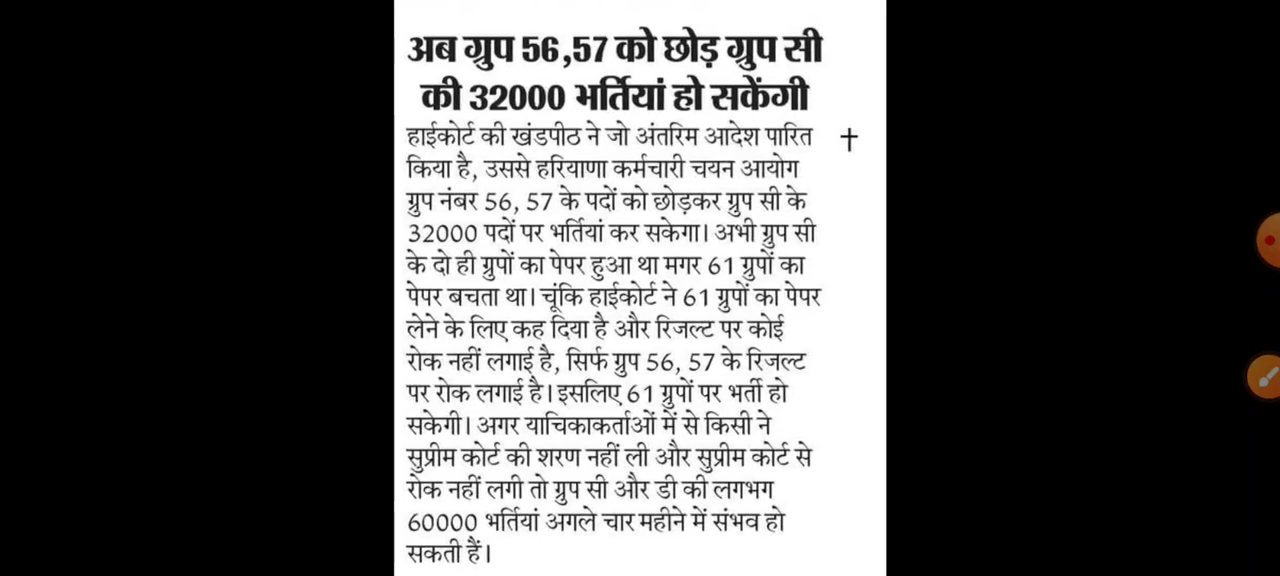 अब ग्रुप 56,57 को छोड़ ग्रुप सी
की 32000 भर्तियां हो सकेंगी
हाईकोर्ट की खंडपीठ ने जो अंतरिम आदेश पारित
किया है, उससे हरियाणा कर्मचारी चयन आयोग
ग्रुप नंबर 56, 57 के पदों को छोड़कर ग्रुप सी के
32000 पदों पर भर्तियां कर सकेगा। अभी ग्रुप सी
के दो ही ग्रुपों का पेपर हुआ था मगर 61 ग्रुपों का
पेपर बचता था। चूंकि हाईकोर्ट ने 61 ग्रुपों का पेपर
लेने के लिए कह दिया है और रिजल्ट पर कोई
रोक नहीं लगाई है, सिर्फ ग्रुप 56, 57 के रिजल्ट
पर रोक लगाई है। इसलिए 61 ग्रुपों पर भर्ती हो
सकेगी। अगर याचिकाकर्ताओं में से किसी ने
सुप्रीम कोर्ट की शरण नहीं ली और सुप्रीम कोर्ट से
रोक नहीं लगी तो ग्रुप सी और डी की लगभग
60000 भर्तियां अगले चार महीने में संभव हो
सकती हैं।